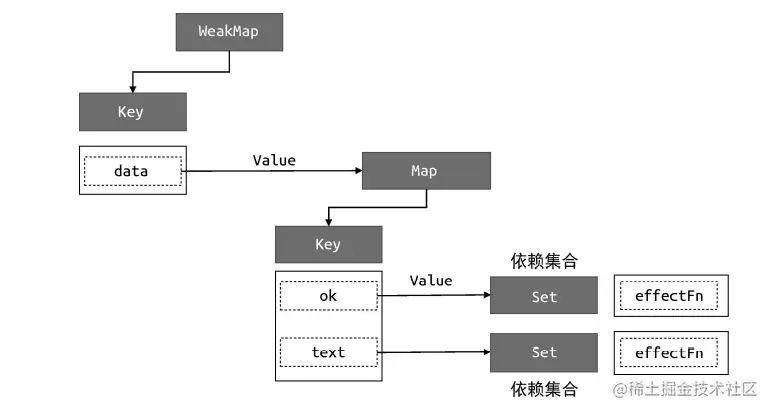 WeakMap
Key
data
Value
Map
Key
依赖集合
ok
Value
Set
effectFn
text
Set
effectFn
依赖集合
@稀土掘金技术社区